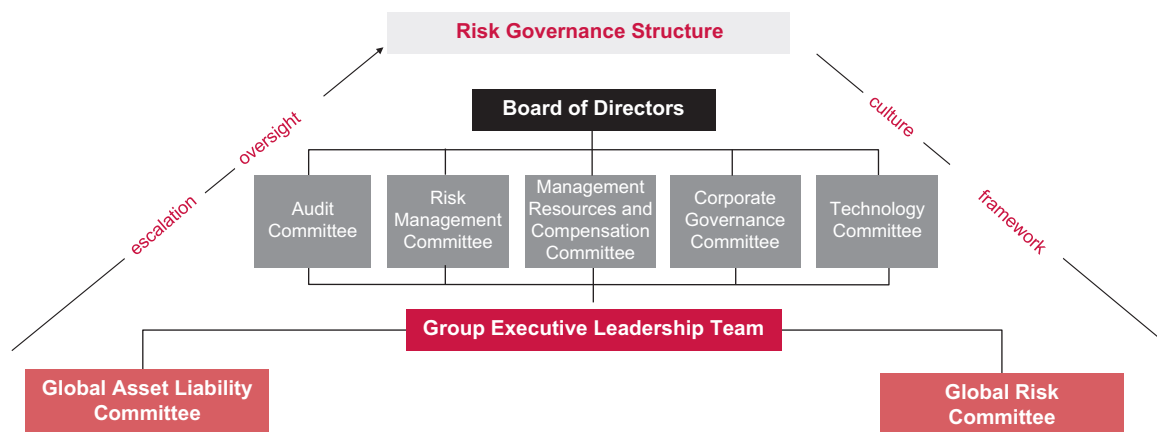 Risk Governance Structure
Board of Directors
oversight
escalation
culture
framework
Audit
Committee
Risk
Management
Committee
Management
Resources and
Compensation
Committee
Corporate
Governance
Committee
Technology
Committee
Group Executive Leadership Team
Global Asset Liability
Committee
Global Risk
Committee